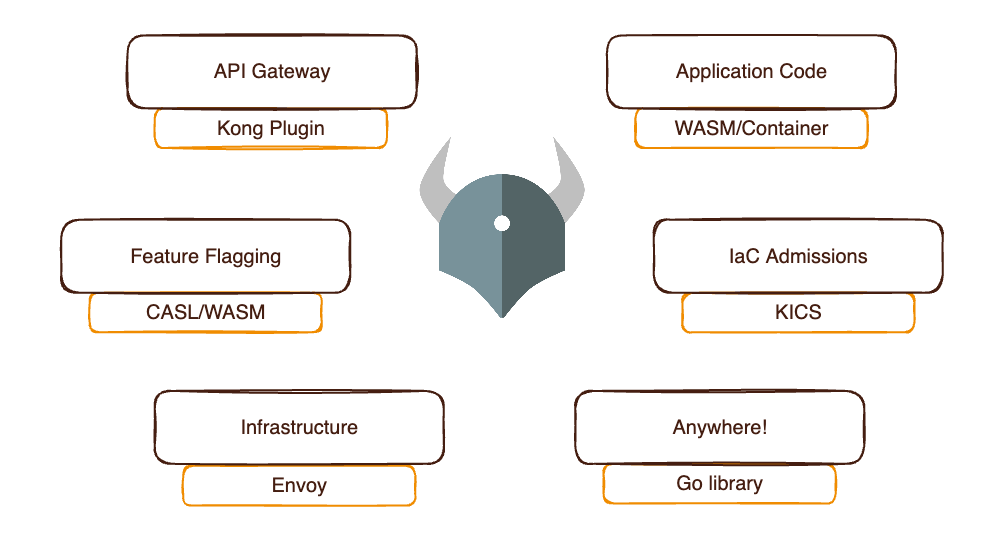 API Gateway
Kong Plugin
Application Code
WASM/Container
Feature Flagging
CASL/WASM
IaC Admissions
KICS
Infrastructure
Envoy
Anywhere!
Go library